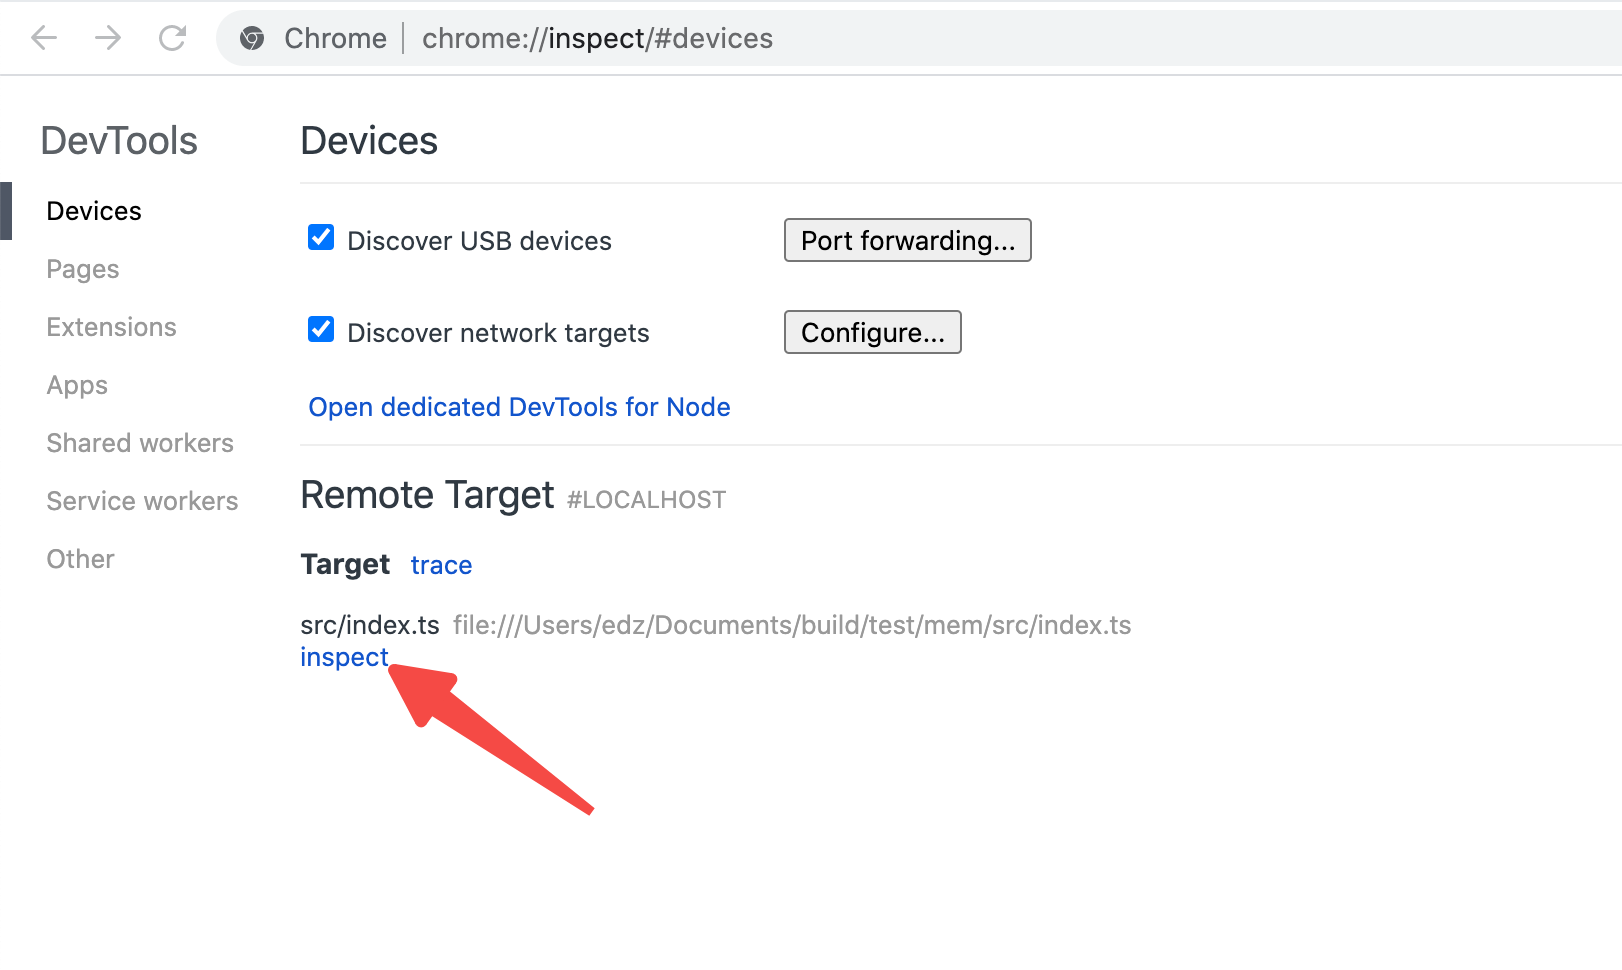 Chrome | chrome://inspect/#devices
DevTools
Devices
Pages
Extensions
Apps
Shared workers
Service workers
Other
Devices
Discover USB devices
Port forwarding...
Discover network targets
Configure...
Open dedicated DevTools for Node
Remote Target #LOCALHOST
Target trace
src/index.ts file:///Users/edz/Documents/build/test/mem/src/index.ts
inspect